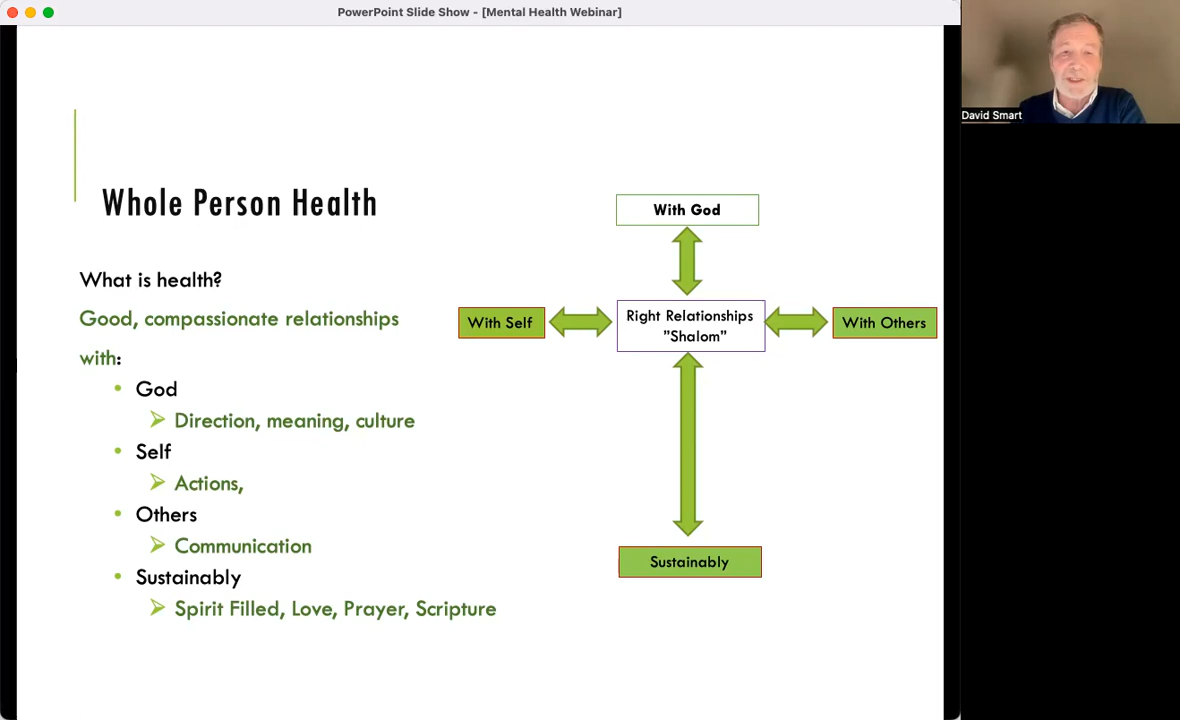 PowerPoint Slide Show - [Mental Health Webinar]
David Smart
Whole Person Health
What is health?
Good, compassionate relationships
with:
• God
➢ Direction, meaning, culture
• Self
➢ Actions,
• Others
➢ Communication
• Sustainably
➢ Spirit Filled, Love, Prayer, Scripture
With God
With Self
Right Relationships
"Shalom"
With Others
Sustainably